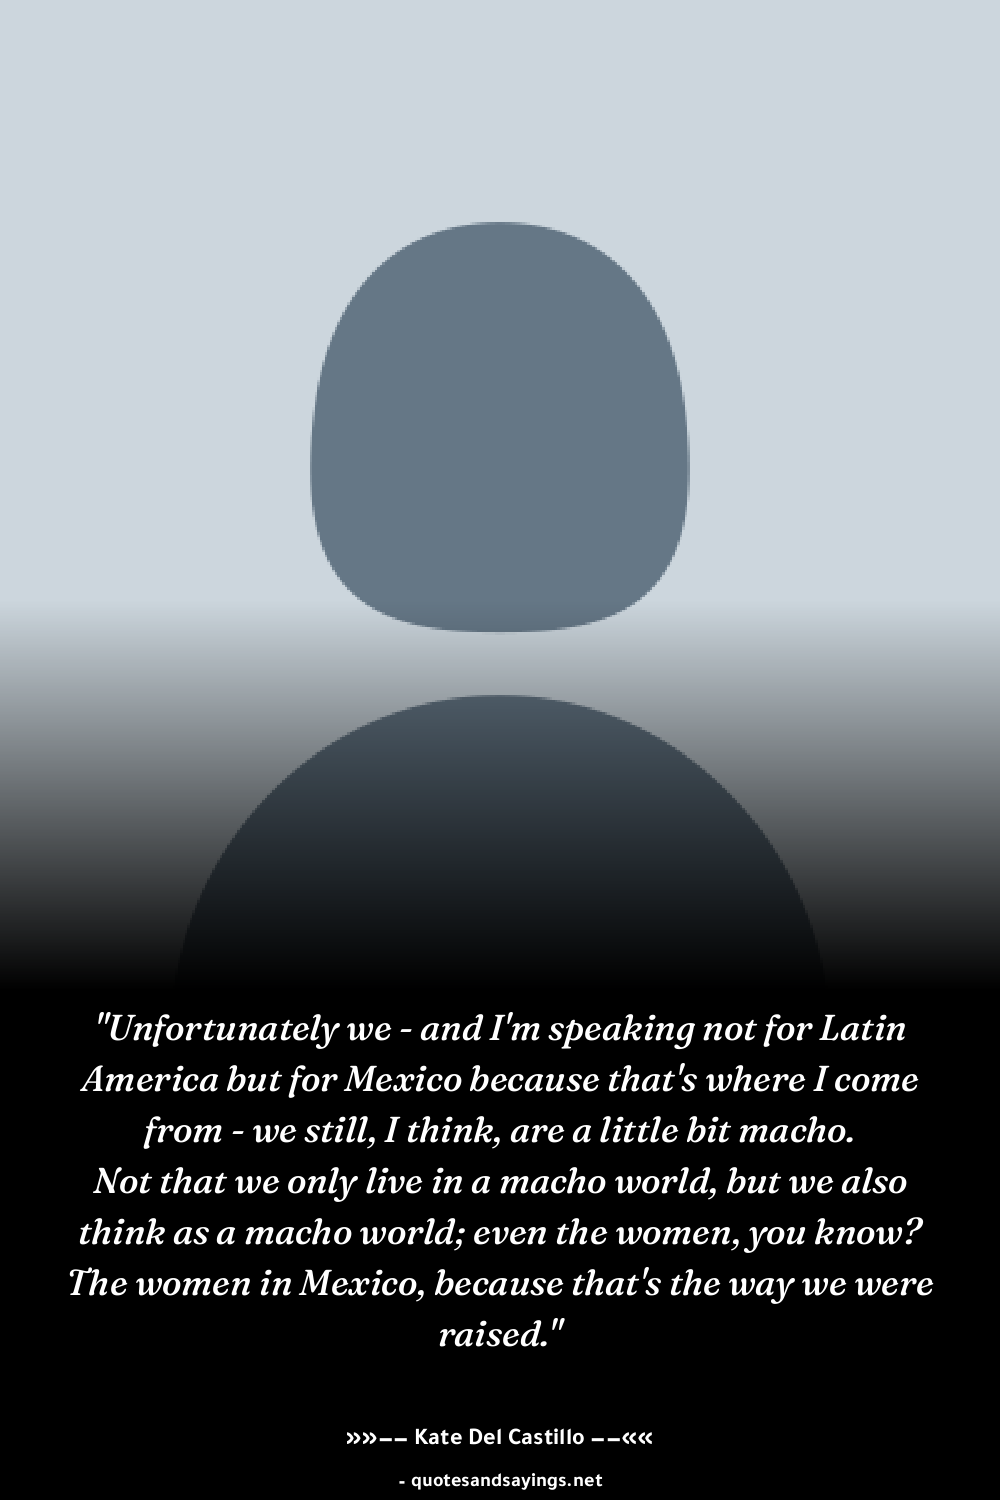 "Unfortunately we - and I'm speaking not for Latin
America but for Mexico because that's where I come
from - we still, I think, are a little bit macho.
Not that we only live in a macho world, but we also
think as a macho world; even the women, you know?
The women in Mexico, because that's the way we were
raised."
»»−− Kate Del Castillo −−««
- quotesandsayings.net